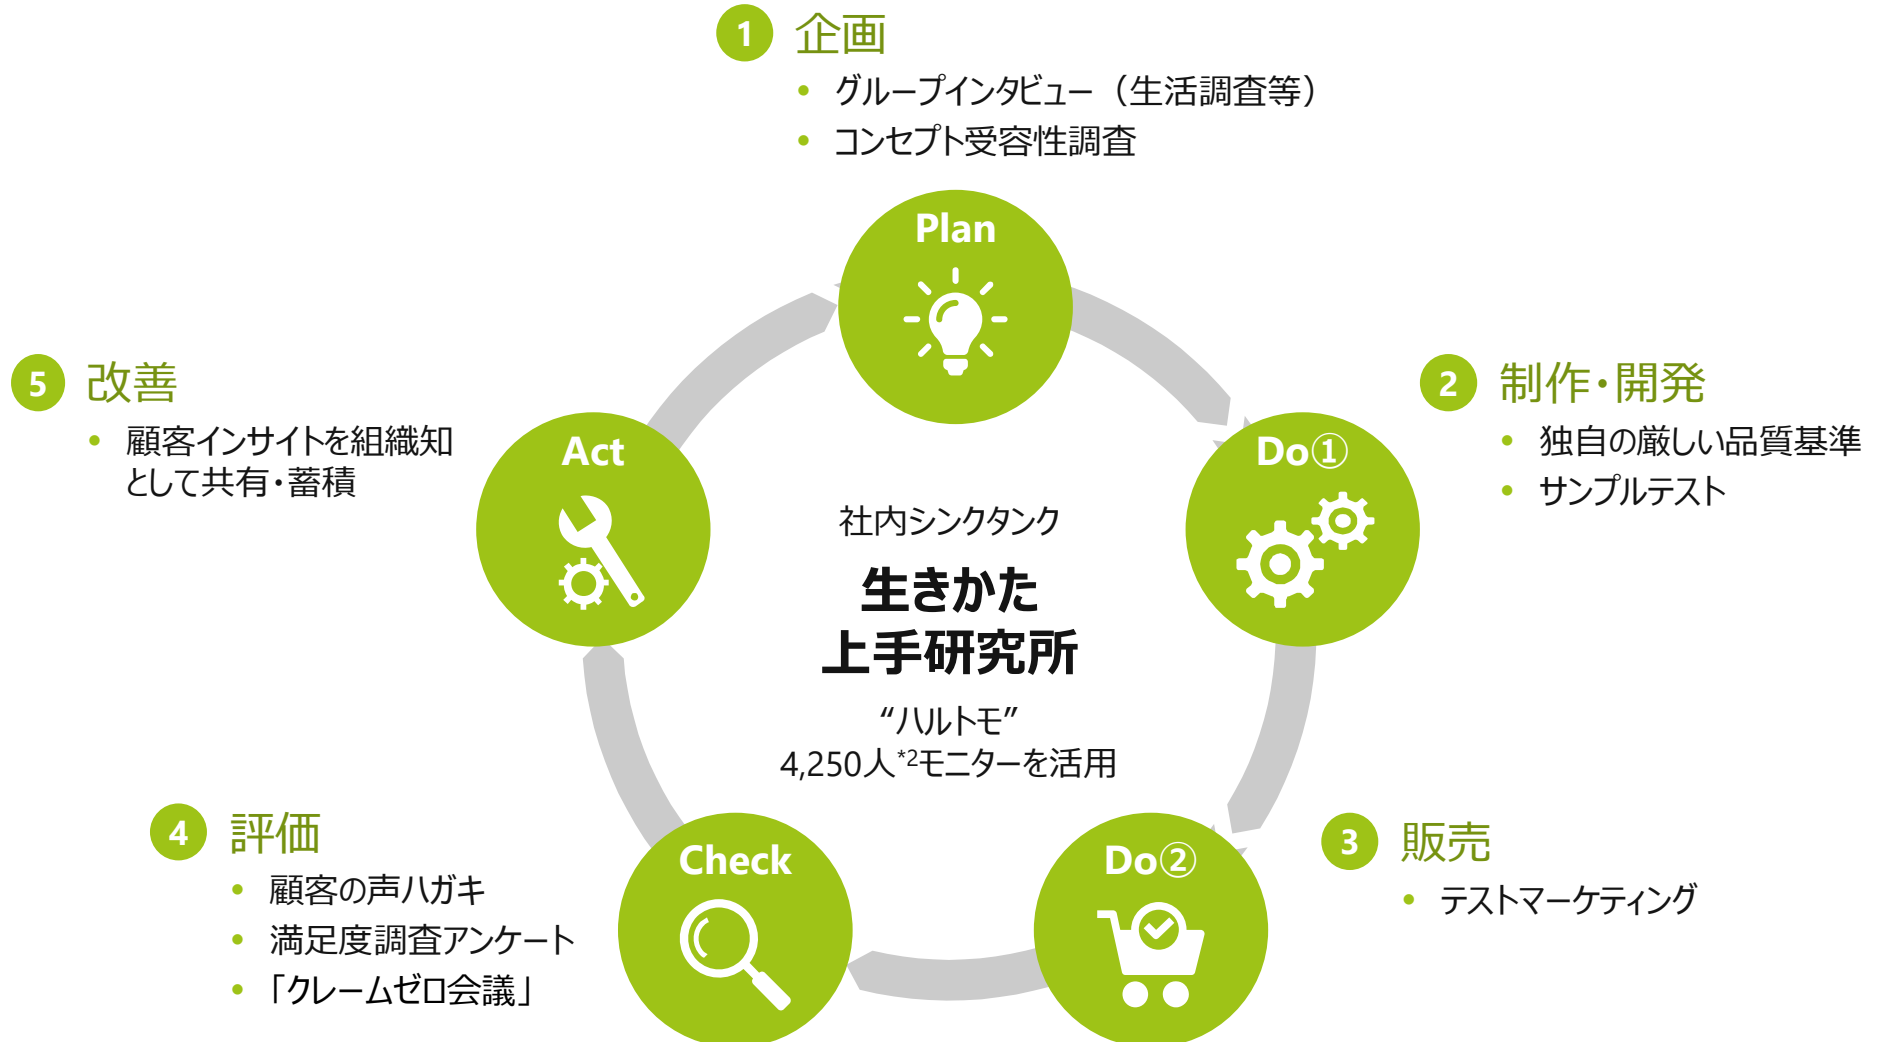 1 企画
• グループインタビュー（生活調査等）
• コンセプト受容性調査
Plan
2 制作・開発
• 独自の厳しい品質基準
• サンプルテスト
Do①
3 販売
• テストマーケティング
Do②
4 評価
• 顧客の声ハガキ
• 満足度調査アンケート
• 「クレームゼロ会議」
Check
5 改善
• 顧客インサイトを組織知
として共有・蓄積
Act
社内シンクタンク
生きかた
上手研究所
“ハルトモ”
4,250人*2モニターを活用